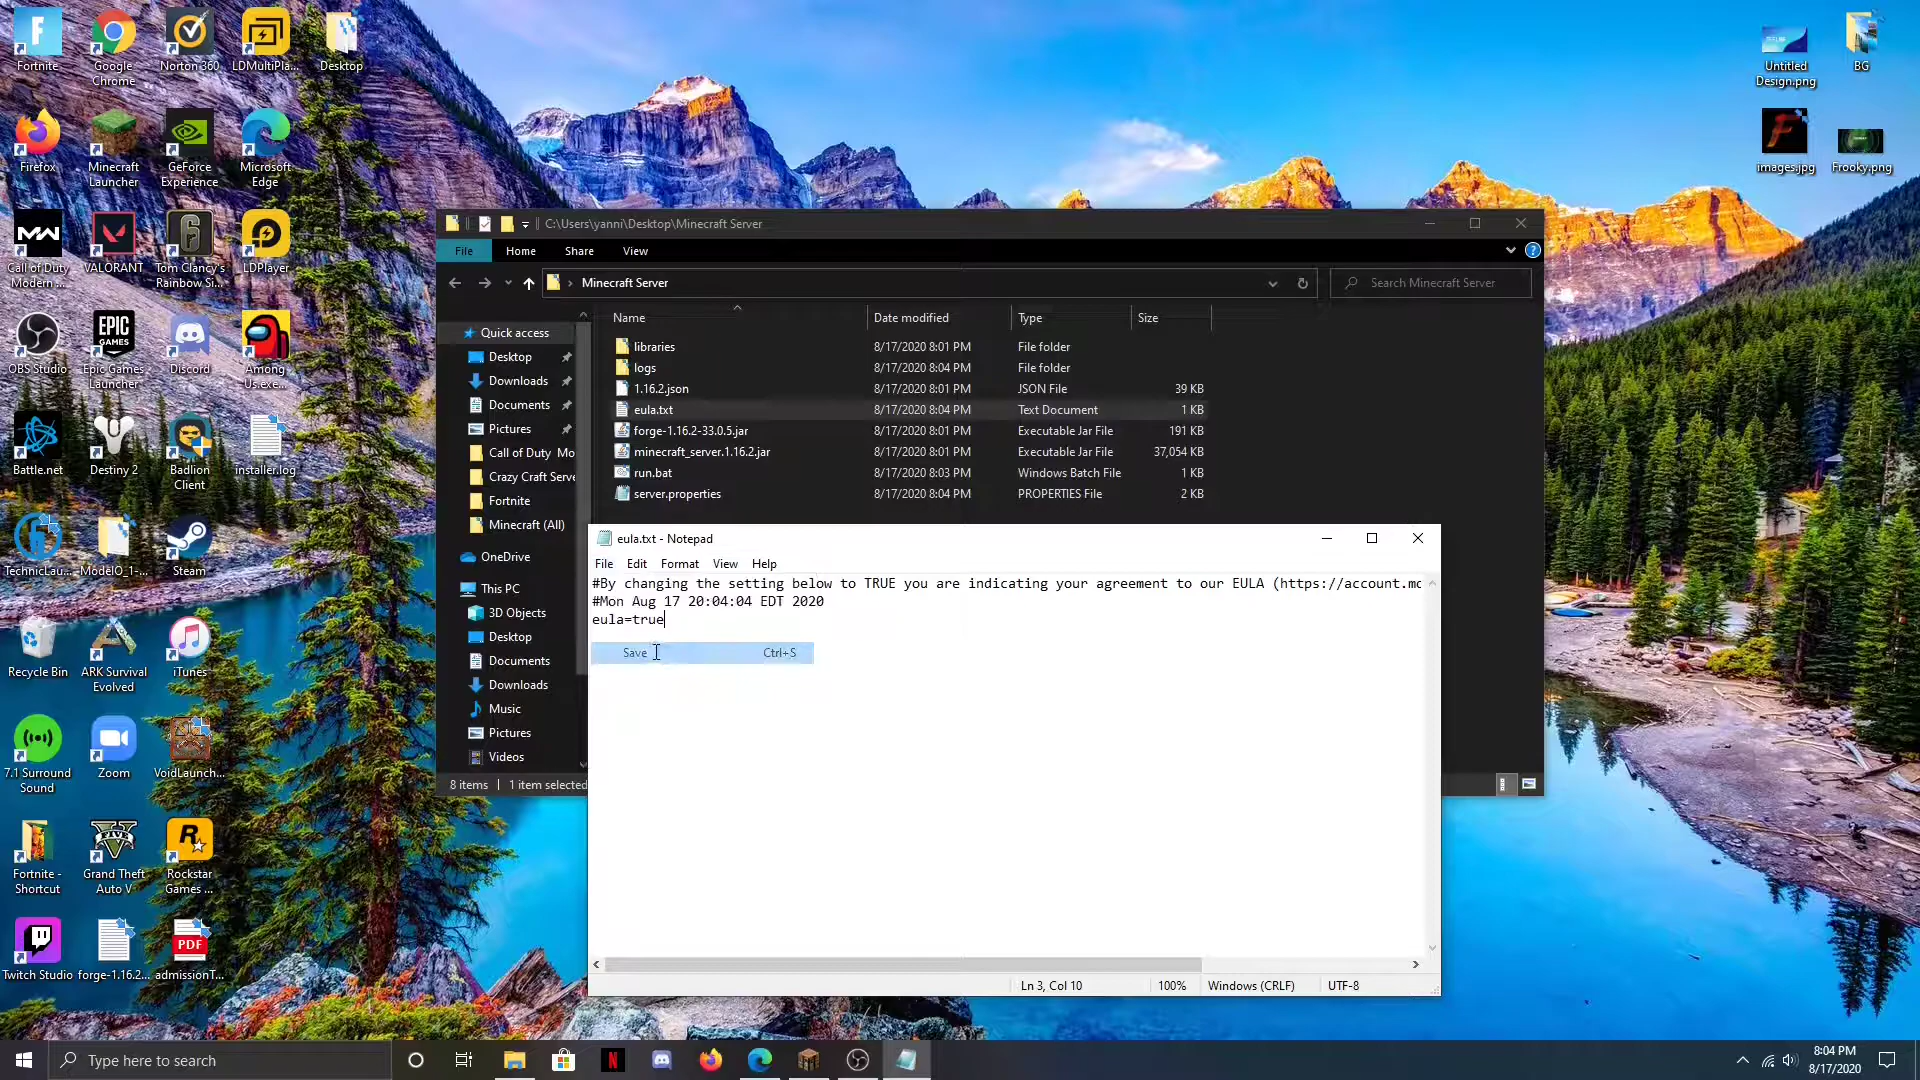 Fortnite
Google Chrome
Norton 360
LDMultiPla...
Desktop
Untitled Design.png
BG
Firefox
Minecraft Launcher
GeForce Experience
Microsoft Edge
images.jpg
Frooky.png
Call of Duty Modern ...
VALORANT
Tom Clancy's Rainbow Si...
LDPlayer
OBS Studio
EPIC GAMES
Epic Games Launcher
Discord
Among Us.exe...
Battle.net
Destiny 2
Badlion Client
installer.log
TechnicLau...
ModelO_1-...
Steam
Recycle Bin
ARK Survival Evolved
iTunes
7.1 Surround Sound
Zoom
VoidLaunch...
Fortnite - Shortcut
Grand Theft Auto V
Rockstar Games ...
Twitch Studio
forge-1.16.2...
PDF
admissionT...
C:\Users\yanni\Desktop\Minecraft Server
File Home Share View
Minecraft Server
Search Minecraft Server
Name Date modified Type Size
libraries 8/17/2020 8:01 PM File folder
logs 8/17/2020 8:04 PM File folder
1.16.2.json 8/17/2020 8:01 PM JSON File 39 KB
eula.txt 8/17/2020 8:04 PM Text Document 1 KB
forge-1.16.2-33.0.5.jar 8/17/2020 8:01 PM Executable Jar File 191 KB
minecraft_server.1.16.2.jar 8/17/2020 8:01 PM Executable Jar File 37,054 KB
run.bat 8/17/2020 8:03 PM Windows Batch File 1 KB
server.properties 8/17/2020 8:04 PM PROPERTIES File 2 KB
Quick access
Desktop
Downloads
Documents
Pictures
Call of Duty Mo
Crazy Craft Serve
Fortnite
Minecraft (All)
OneDrive
This PC
3D Objects
Desktop
Documents
Downloads
Music
Pictures
Videos
8 items 1 item selected
eula.txt - Notepad
File Edit Format View Help
#By changing the setting below to TRUE you are indicating your agreement to our EULA (https://account.mo
#Mon Aug 17 20:04:04 EDT 2020
eula=true
Save Ctrl+S
Ln 3, Col 10 100% Windows (CRLF) UTF-8
Type here to search
8:04 PM
8/17/2020